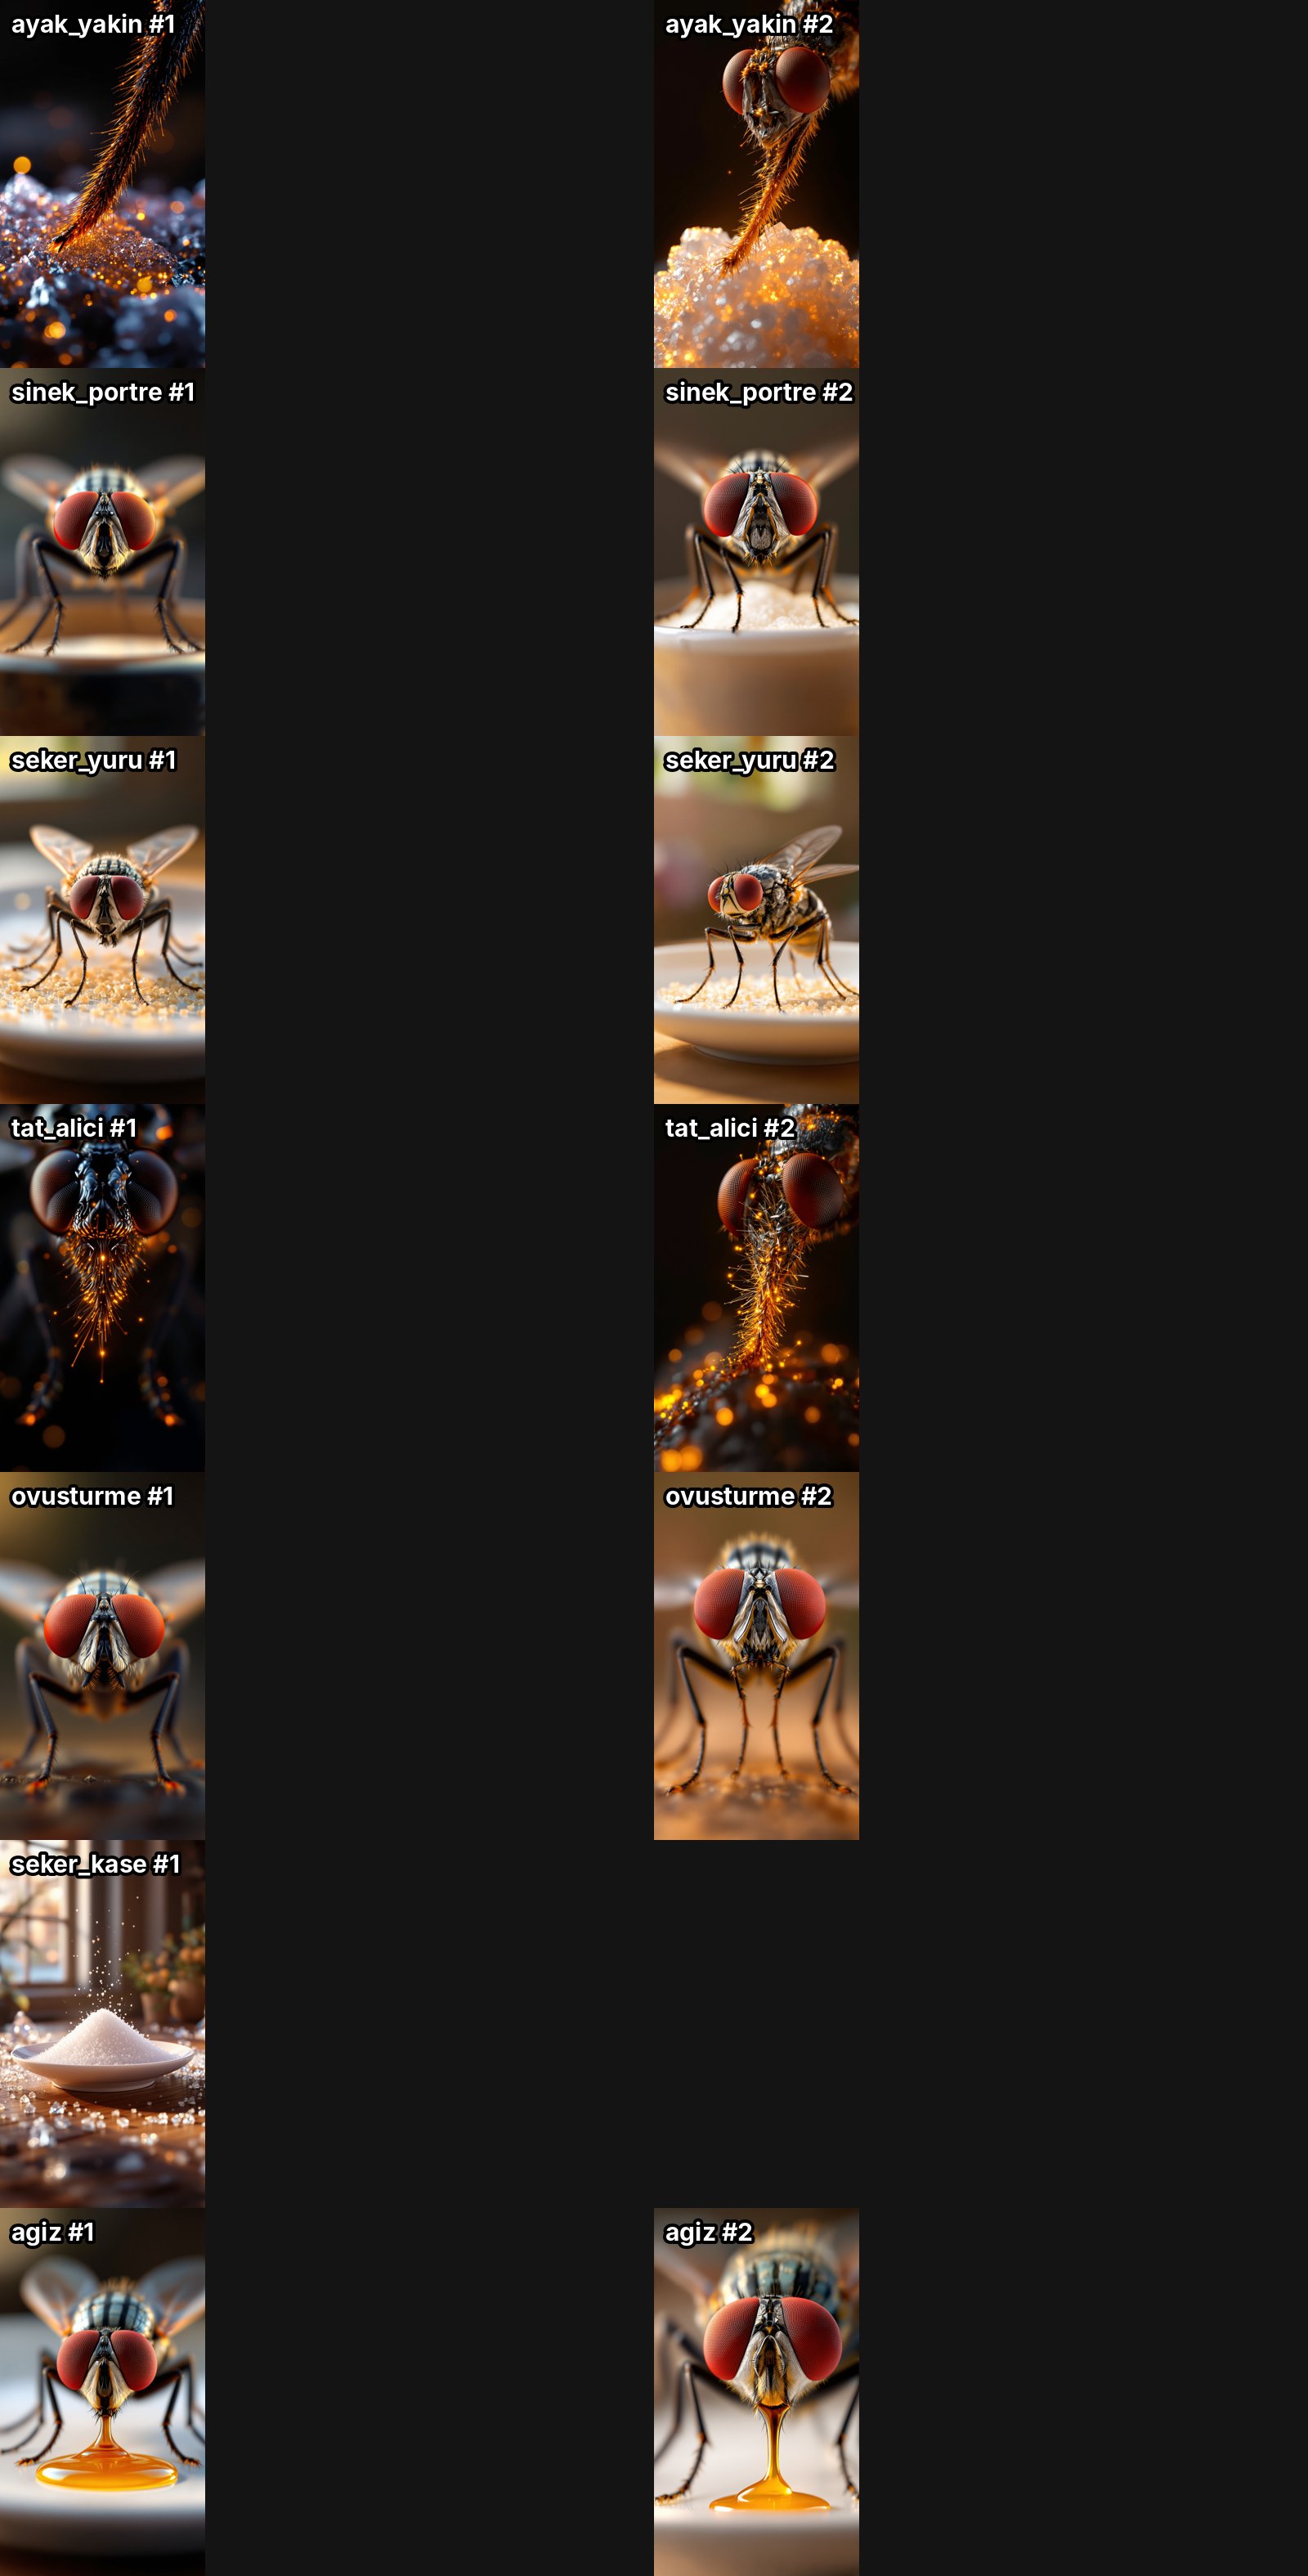 ayak_yakin #1
ayak_yakin #2
sinek_portre #1
sinek_portre #2
seker_yuru #1
seker_yuru #2
tat_alici #1
tat_alici #2
ovusturme #1
ovusturme #2
seker_kase #1
agiz #1
agiz #2